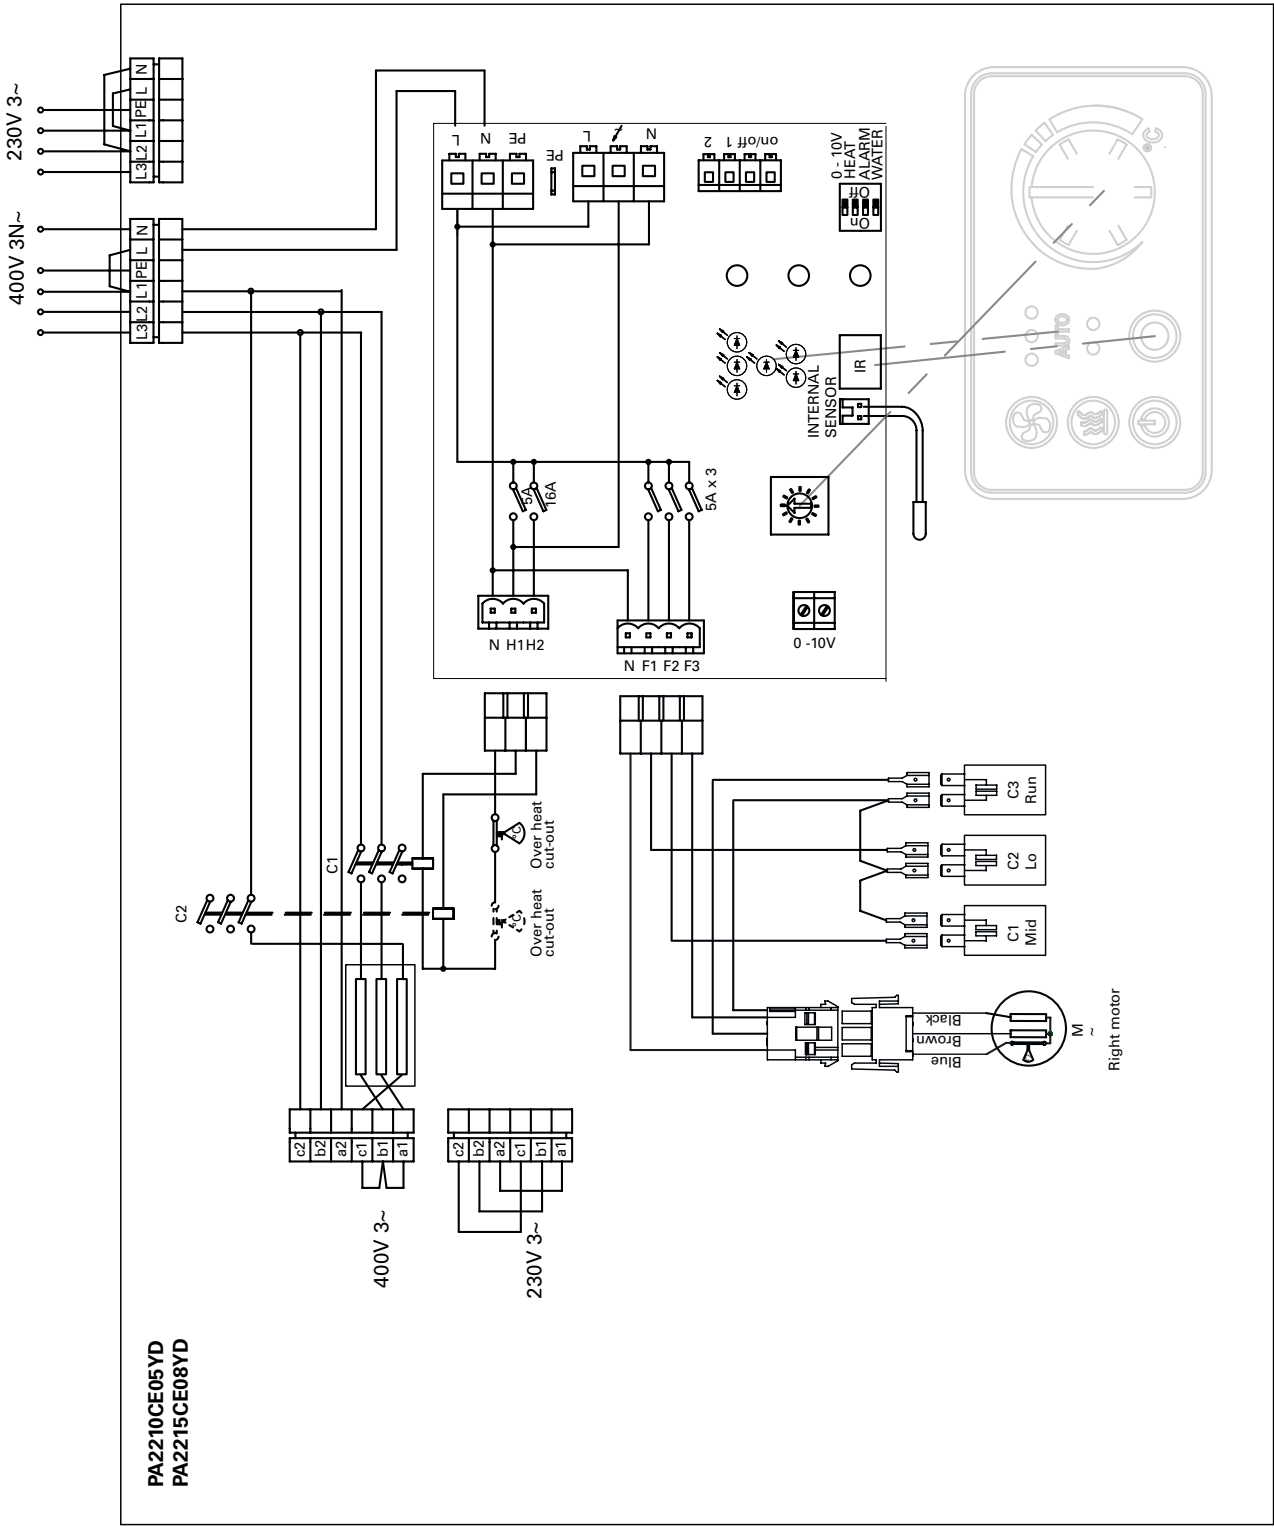 230V 3~
L3
L2
L1
PE
L
N
400V 3N~
L3
L2
L1
PE
L
N
L
N
PE
PE
L
N
2
1
on/off
0 - 10V
HEAT
ALARM
WATER
Off
On
°C
AUTO
IR
INTERNAL
SENSOR
5A
16A
5A x 3
N H1 H2
N F1 F2 F3
0 -10V
C1
C2
°C
Over heat
cut-out
°C
Over heat
cut-out
C3
Run
C2
Lo
C1
Mid
Black
Brown
Blue
M
~
Right motor
c2
b2
a2
c1
b1
a1
400V 3~
c2
b2
a2
c1
b1
a1
230V 3~
PA2210CE05YD
PA2215CE08YD